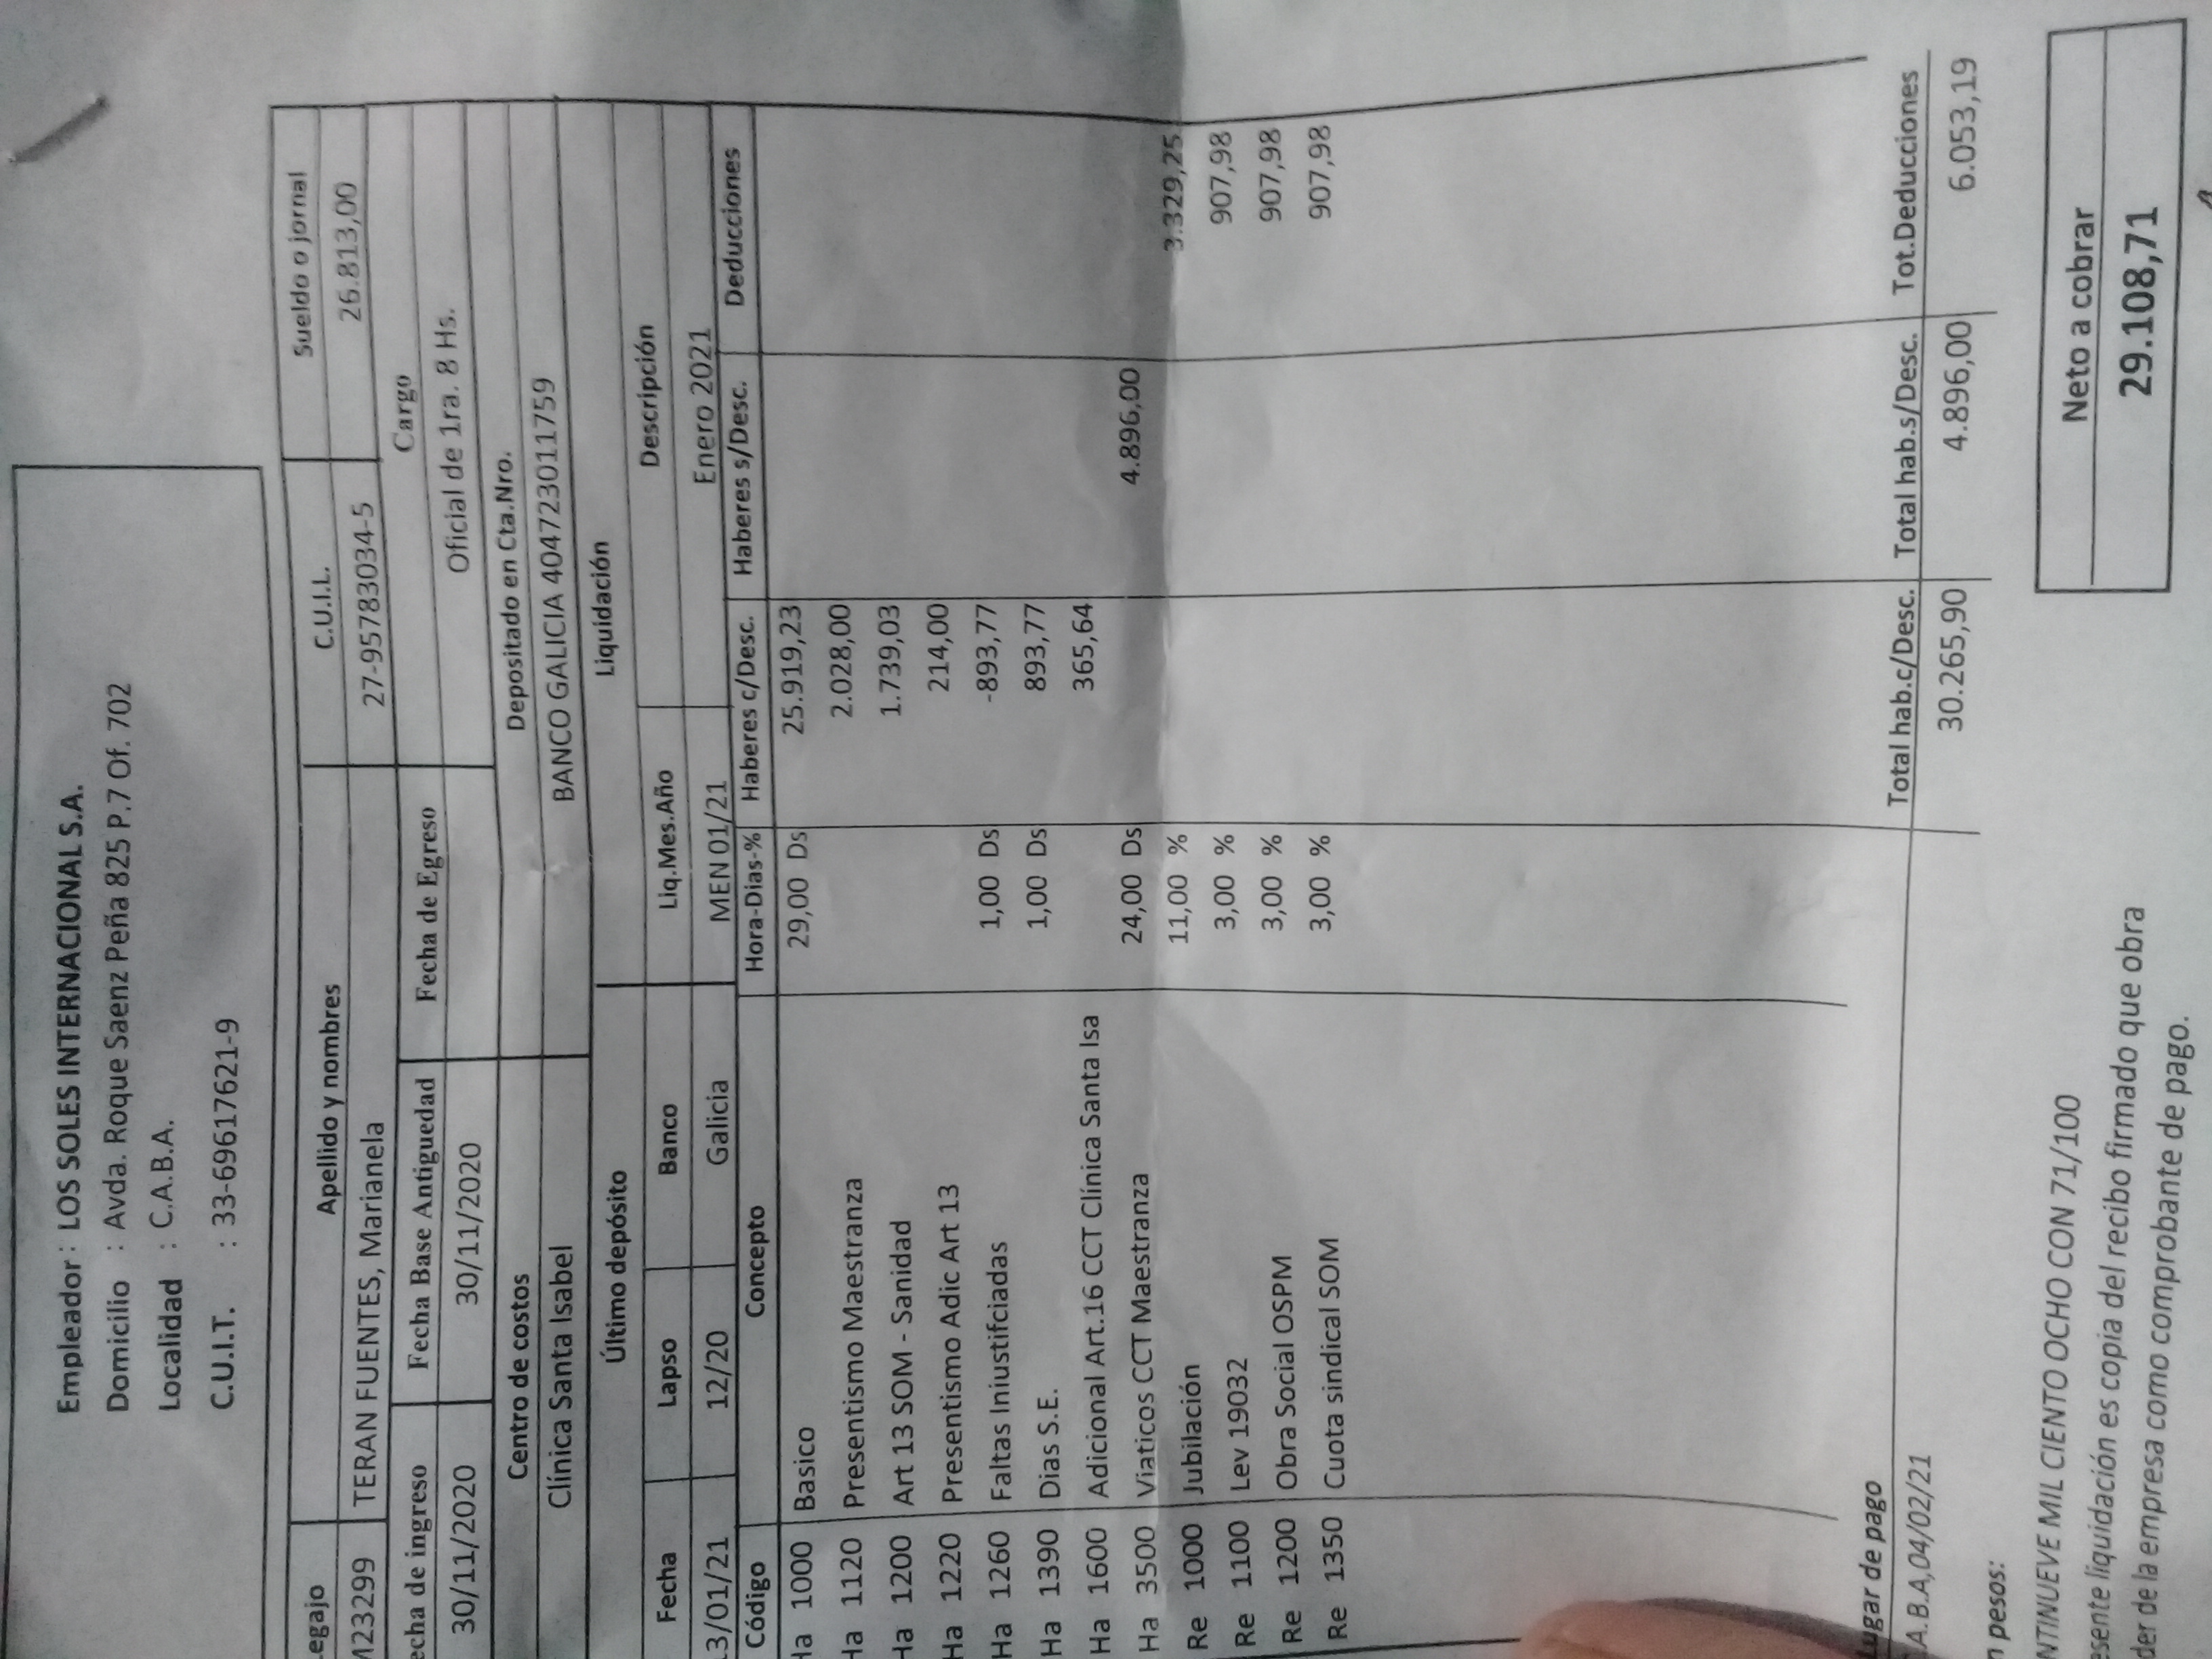 Empleador : LOS SOLES INTERNACIONAL S.A.
Domicilio : Avda. Roque Saenz Peña 825 P.7 Of. 702
Localidad : C.A.B.A.
C.U.I.T. : 33-69617621-9
egajo Apellido y nombres C.U.I.L. Sueldo o jornal
23299 TERAN FUENTES, Marianela 27-95783034-5 26.813,00
echa de ingreso Fecha Base Antiguedad Fecha de Egreso Cargo
30/11/2020 30/11/2020 Oficial de 1ra. 8 Hs.
Centro de costos Depositado en Cta.Nro.
Clínica Santa Isabel BANCO GALICIA 404723011759
Último depósito Liquidación
Fecha Lapso Banco Liq.Mes.Año Descripción
3/01/21 12/20 Galicia MEN 01/21 Enero 2021
Código Concepto Hora-Dias-% Haberes c/Desc. Haberes s/Desc. Deducciones
Ha 1000 Basico 29,00 Ds 25.919,23
Ha 1120 Presentismo Maestranza 2.028,00
Ha 1200 Art 13 SOM - Sanidad 1.739,03
Ha 1220 Presentismo Adic Art 13 214,00
Ha 1260 Faltas Iniustifciadas 1,00 Ds -893,77
Ha 1390 Dias S.E. 1,00 Ds 893,77
Ha 1600 Adicional Art.16 CCT Clínica Santa Isa 365,64
Ha 3500 Viaticos CCT Maestranza 24,00 Ds 4.896,00
Re 1000 Jubilación 11,00 % 3.329,25
Re 1100 Lev 19032 3,00 % 907,98
Re 1200 Obra Social OSPM 3,00 % 907,98
Re 1350 Cuota sindical SOM 3,00 % 907,98
Lugar de pago Total hab.c/Desc. Total hab.s/Desc. Tot.Deducciones
.A.B.A,04/02/21 30.265,90 4.896,00 6.053,19
n pesos:
NTINUEVE MIL CIENTO OCHO CON 71/100
Neto a cobrar
esente liquidación es copia del recibo firmado que obra
29.108,71
der de la empresa como comprobante de pago.